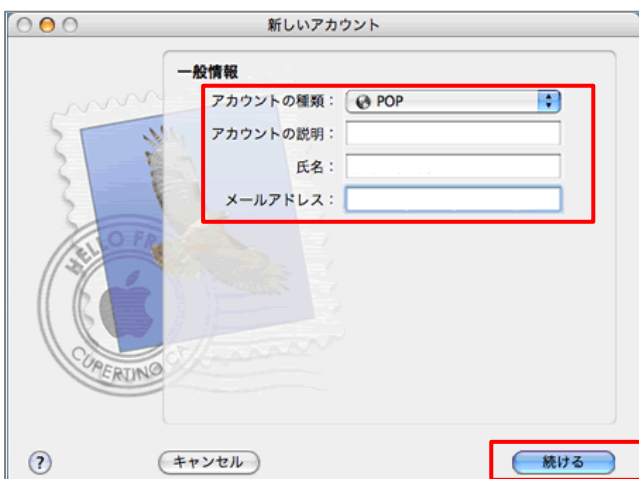 新しいアカウント
一般情報
アカウントの種類： POP
アカウントの説明：
氏名：
メールアドレス：
HELLO FR
CUPERTINO CA
? キャンセル 続ける